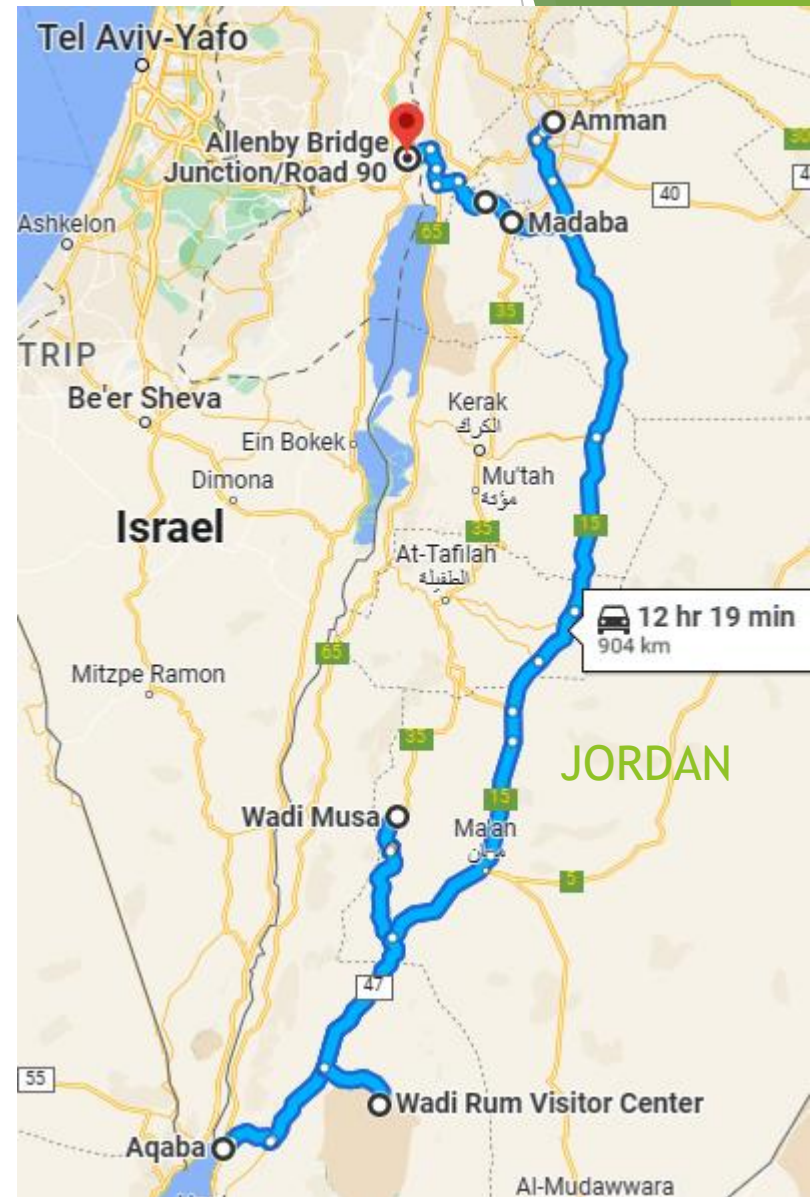 Tel Aviv-Yafo
Allenby Bridge
Junction/Road 90
Amman
40
Madaba
Ashkelon
65
35
TRIP
Be'er Sheva
Kerak
الكرك
Ein Bokek
Dimona
Mu'tah
مؤتة
Israel
35
15
At-Tafilah
الطفيلة
12 hr 19 min
904 km
65
Mitzpe Ramon
35
JORDAN
15
Wadi Musa
Ma'an
معان
5
47
55
Wadi Rum Visitor Center
Aqaba
Al-Mudawwara